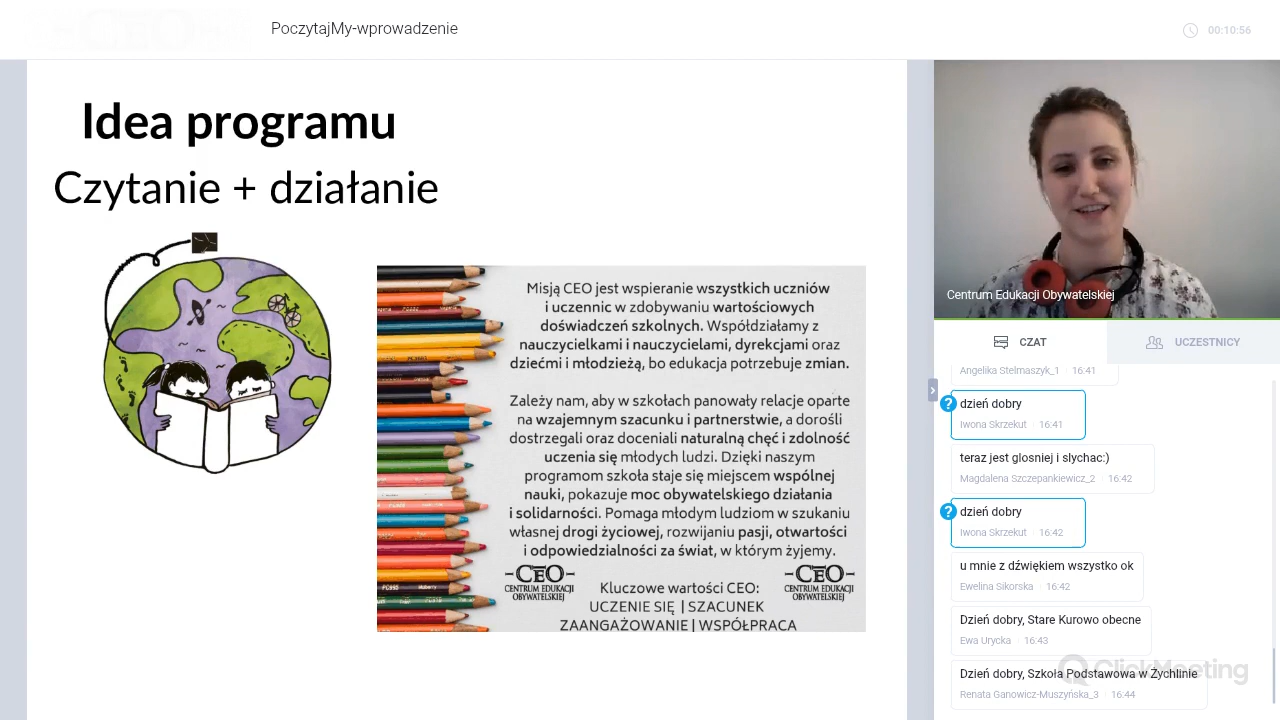 PoczytajMy-wprowadzenie
00:10:56
Idea programu
Czytanie + działanie
Misją CEO jest wspieranie wszystkich uczniów
i uczennic w zdobywaniu wartościowych
doświadczeń szkolnych. Współdziałamy z
nauczycielkami i nauczycielami, dyrekcjami oraz
dziećmi i młodzieżą, bo edukacja potrzebuje zmian.
Zależy nam, aby w szkołach panowały relacje oparte
na wzajemnym szacunku i partnerstwie, a dorośli
dostrzegali oraz doceniali naturalną chęć i zdolność
uczenia się młodych ludzi. Dzięki naszym
programom szkoła staje się miejscem wspólnej
nauki, pokazuje moc obywatelskiego działania
i solidarności. Pomaga młodym ludziom w szukaniu
własnej drogi życiowej, rozwijaniu pasji, otwartości
i odpowiedzialności za świat, w którym żyjemy.
CEO
CENTRUM EDUKACJI
OBYWATELSKIEJ
Kluczowe wartości CEO:
UCZENIE SIĘ | SZACUNEK
ZAANGAŻOWANIE | WSPÓŁPRACA
CEO
CENTRUM EDUKACJI
OBYWATELSKIEJ
Centrum Edukacji Obywatelskiej
CZAT
UCZESTNICY
Angelika Stelmaszyk_1 16:41
? dzień dobry
Iwona Skrzekut 16:41
teraz jest glosniej i slychac:)
Magdalena Szczepankiewicz_2 16:42
? dzień dobry
Iwona Skrzekut 16:42
u mnie z dźwiękiem wszystko ok
Ewelina Sikorska 16:42
Dzień dobry, Stare Kurowo obecne
Ewa Urycka 16:43
Dzień dobry, Szkoła Podstawowa w Żychlinie
Renata Ganowicz-Muszyńska_3 16:44
ClickMeeting